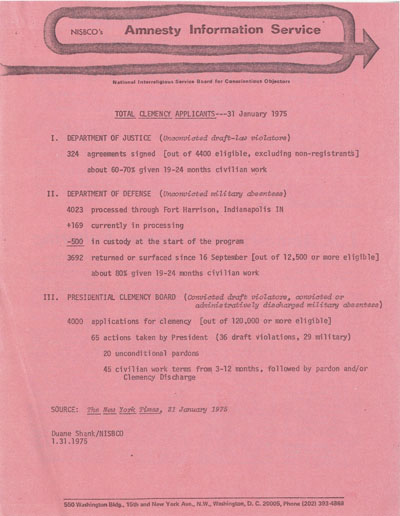 NISBCO's Amnesty Information Service
National Interreligious Service Board for Conscientious Objectors
TOTAL CLEMENCY APPLICANTS---31 January 1975
I. DEPARTMENT OF JUSTICE (Unconvicted draft-law violators)
324 agreements signed [out of 4400 eligible, excluding non-registrants]
about 60-70% given 19-24 months civilian work
II. DEPARTMENT OF DEFENSE (Unconvicted military absentees)
4023 processed through Fort Harrison, Indianapolis IN
+169 currently in processing
-500 in custody at the start of the program
3692 returned or surfaced since 16 September [out of 12,500 or more eligible]
about 80% given 19-24 months civilian work
III. PRESIDENTIAL CLEMENCY BOARD (Convicted draft violators, convicted or
administratively discharged military absentees)
4000 applications for clemency [out of 120,000 or more eligible]
65 actions taken by President (36 draft violations, 29 military)
20 unconditional pardons
45 civilian work terms from 3-12 months, followed by pardon and/or
Clemency Discharge
SOURCE: The New York Times, 31 January 1975
Duane Shank/NISBCO
1.31.1975
550 Washington Bldg., 15th and New York Ave., N.W., Washington, D. C. 20005, Phone (202) 393-4868